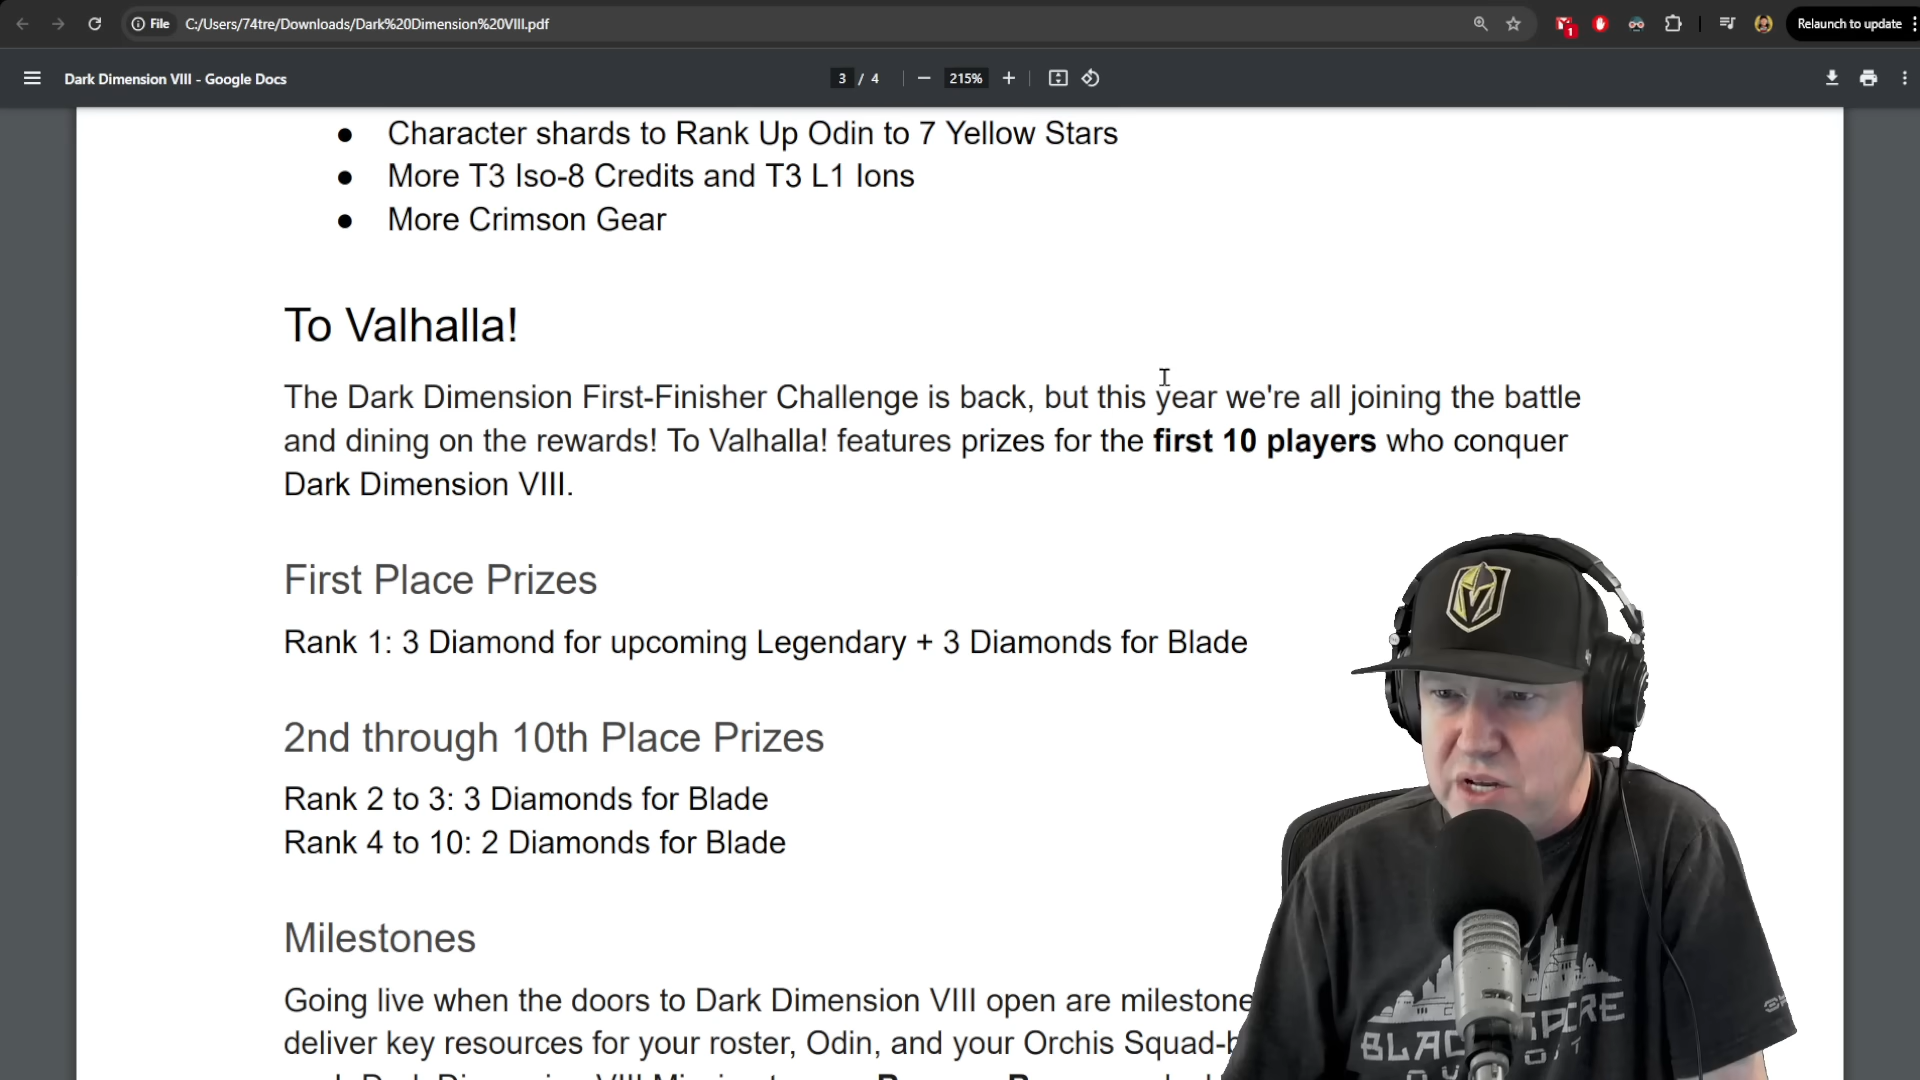 File
C:/Users/74tre/Downloads/Dark%20Dimension%20VIII.pdf
1
Relaunch to update
Dark Dimension VIII - Google Docs
3 / 4
215%
● Character shards to Rank Up Odin to 7 Yellow Stars
● More T3 Iso-8 Credits and T3 L1 Ions
● More Crimson Gear
To Valhalla!
The Dark Dimension First-Finisher Challenge is back, but this year we're all joining the battle
and dining on the rewards! To Valhalla! features prizes for the first 10 players who conquer
Dark Dimension VIII.
First Place Prizes
Rank 1: 3 Diamond for upcoming Legendary + 3 Diamonds for Blade
2nd through 10th Place Prizes
Rank 2 to 3: 3 Diamonds for Blade
Rank 4 to 10: 2 Diamonds for Blade
Milestones
Going live when the doors to Dark Dimension VIII open are milestone
deliver key resources for your roster, Odin, and your Orchis Squad-